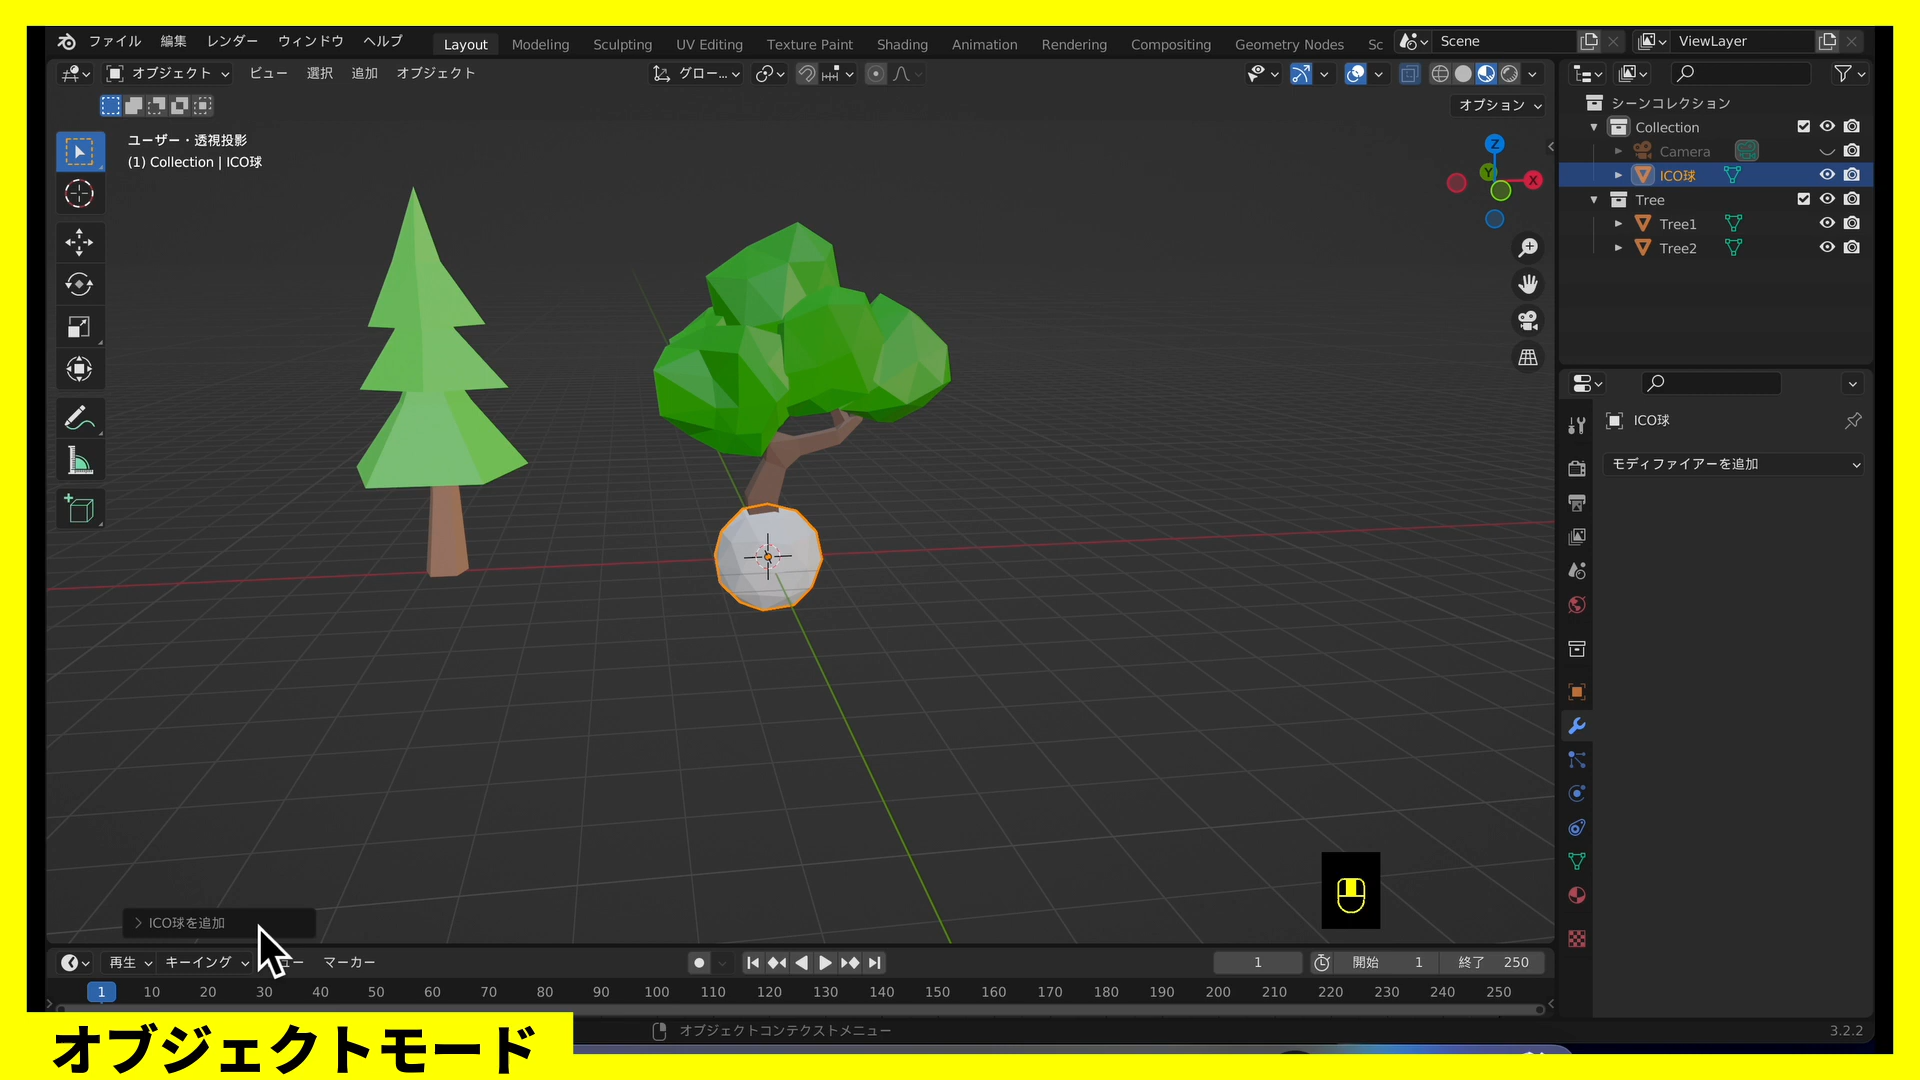 ファイル 編集 レンダー ウィンドウ ヘルプ Layout Modeling Sculpting UV Editing Texture Paint Shading Animation Rendering Compositing Geometry Nodes Sc Scene ViewLayer
オブジェクト ビュー 選択 追加 オブジェクト グロー...
オプション
ユーザー・透視投影
(1) Collection | ICO球
Z
Y
X
シーンコレクション
Collection
Camera
ICO球
Tree
Tree1
Tree2
ICO球
モディファイアーを追加
ICO球を追加
再生 キーイング ュー マーカー 1 開始 1 終了 250
1 10 20 30 40 50 60 70 80 90 100 110 120 130 140 150 160 170 180 190 200 210 220 230 240 250
オブジェクトコンテクストメニュー 3.2.2
オブジェクトモード